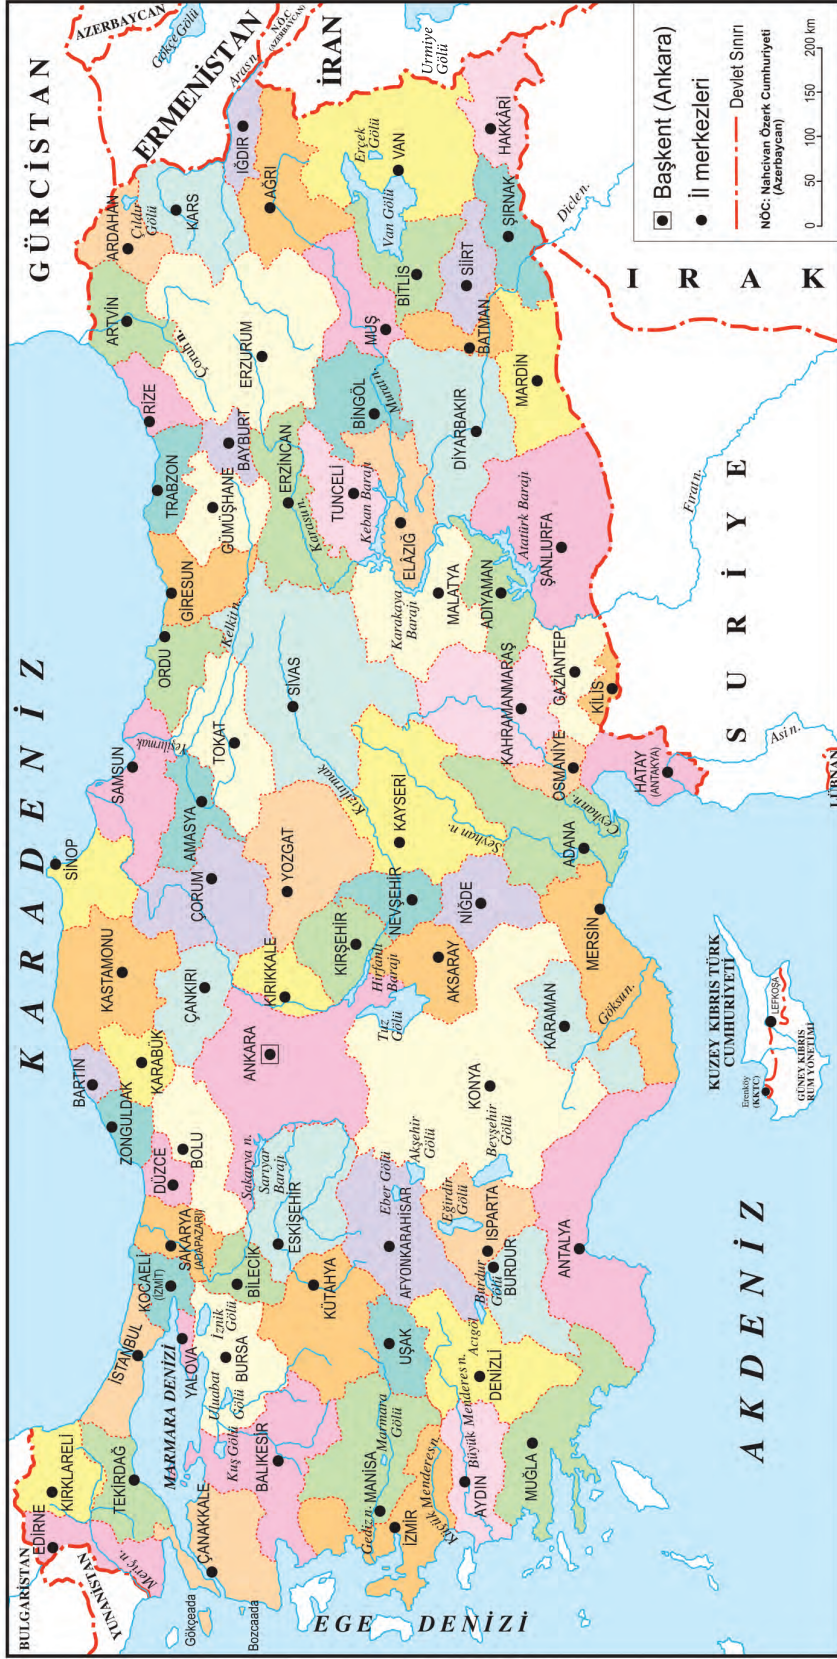 BULGARİSTAN
YUNANİSTAN
GÜRCİSTAN
ERMENİSTAN
AZERBAYCAN
N.Ö.C
(AZERBAYCAN)
İRAN
I R A K
S U R İ Y E
LÜBNAN
K A R A D E N İ Z
MARMARA DENİZİ
EGE DENİZİ
A K D E N İ Z
Gökçe Gölü
Urmiye
Gölü
Aras n.
EDİRNE
KIRKLARELİ
TEKİRDAĞ
Meriç n.
İSTANBUL
ÇANAKKALE
Gökçeada
Bozcaada
BALIKESİR
Kuş Gölü
Uluabat
Gölü
BURSA
İznik
Gölü
YALOVA
KOCAELİ
(İZMİT)
SAKARYA
(ADAPAZARI)
BİLECİK
DÜZCE
BOLU
ZONGULDAK
BARTIN
KARABÜK
KASTAMONU
SİNOP
ÇANKIRI
ÇORUM
SAMSUN
AMASYA
Yeşilırmak
TOKAT
ORDU
GİRESUN
Kelkit n.
TRABZON
GÜMÜŞHANE
BAYBURT
RİZE
ARTVİN
Çoruh n.
ARDAHAN
Çıldır
Gölü
KARS
IĞDIR
AĞRI
ERZURUM
ERZİNCAN
Karasu n.
SİVAS
YOZGAT
Kızılırmak
KIRIKKALE
ANKARA
Sakarya n.
Sarıyar
Barajı
ESKİŞEHİR
KÜTAHYA
MANİSA
Gediz n.
Marmara
Gölü
İZMİR
Küçük Menderes n.
UŞAK
AFYONKARAHİSAR
Eber Gölü
Akşehir
Gölü
KIRŞEHİR
Hirfanlı
Barajı
Tuz
Gölü
NEVŞEHİR
KAYSERİ
AKSARAY
NİĞDE
Seyhan n.
Ceyhan n.
TUNCELİ
Keban Barajı
ELÂZIĞ
BİNGÖL
Murat n.
MUŞ
BİTLİS
Van Gölü
Erçek
Gölü
VAN
HAKKÂRİ
ŞIRNAK
SİİRT
BATMAN
DİYARBAKIR
MARDİN
MALATYA
Karakaya
Barajı
ADIYAMAN
Atatürk Barajı
ŞANLIURFA
KAHRAMANMARAŞ
GAZİANTEP
KİLİS
OSMANİYE
HATAY
(ANTAKYA)
ADANA
MERSİN
Göksu n.
KARAMAN
KONYA
Beyşehir
Gölü
Eğirdir
Gölü
ISPARTA
BURDUR
Burdur
Gölü
Acıgöl
DENİZLİ
Büyük Menderes n.
AYDIN
MUĞLA
ANTALYA
Dicle n.
Fırat n.
Asi n.
KUZEY KIBRIS TÜRK
CUMHURİYETİ
LEFKOŞA
Erenköy
(KKTC)
GÜNEY KIBRIS
RUM YÖNETİMİ
Başkent (Ankara)
İl merkezleri
Devlet Sınırı
NÖC: Nahcivan Özerk Cumhuriyeti
(Azerbaycan)
0 50 100 150 200 km